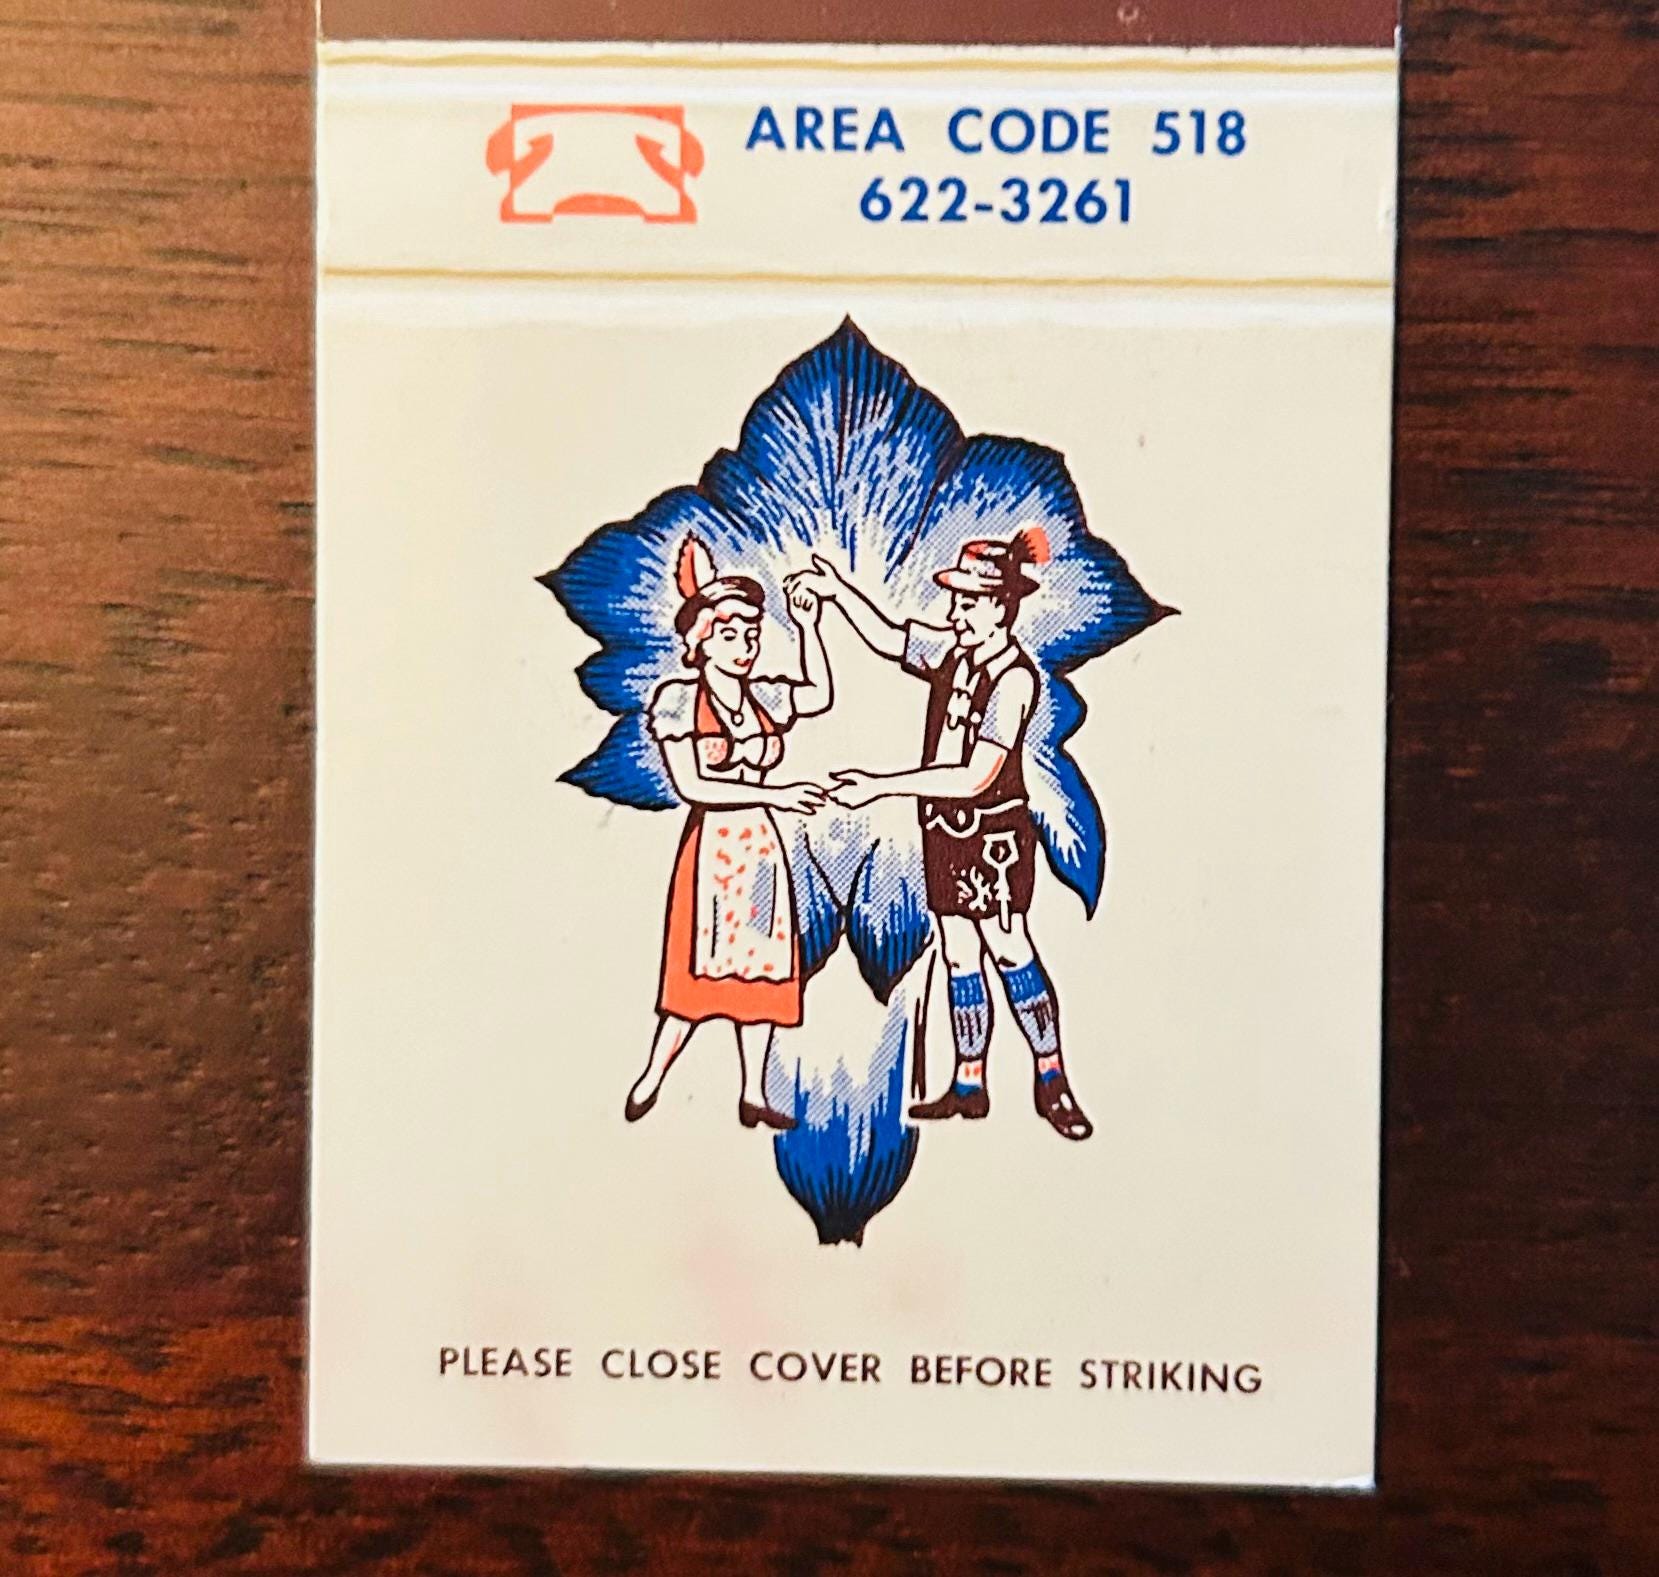 AREA CODE 518
622-3261
PLEASE CLOSE COVER BEFORE STRIKING